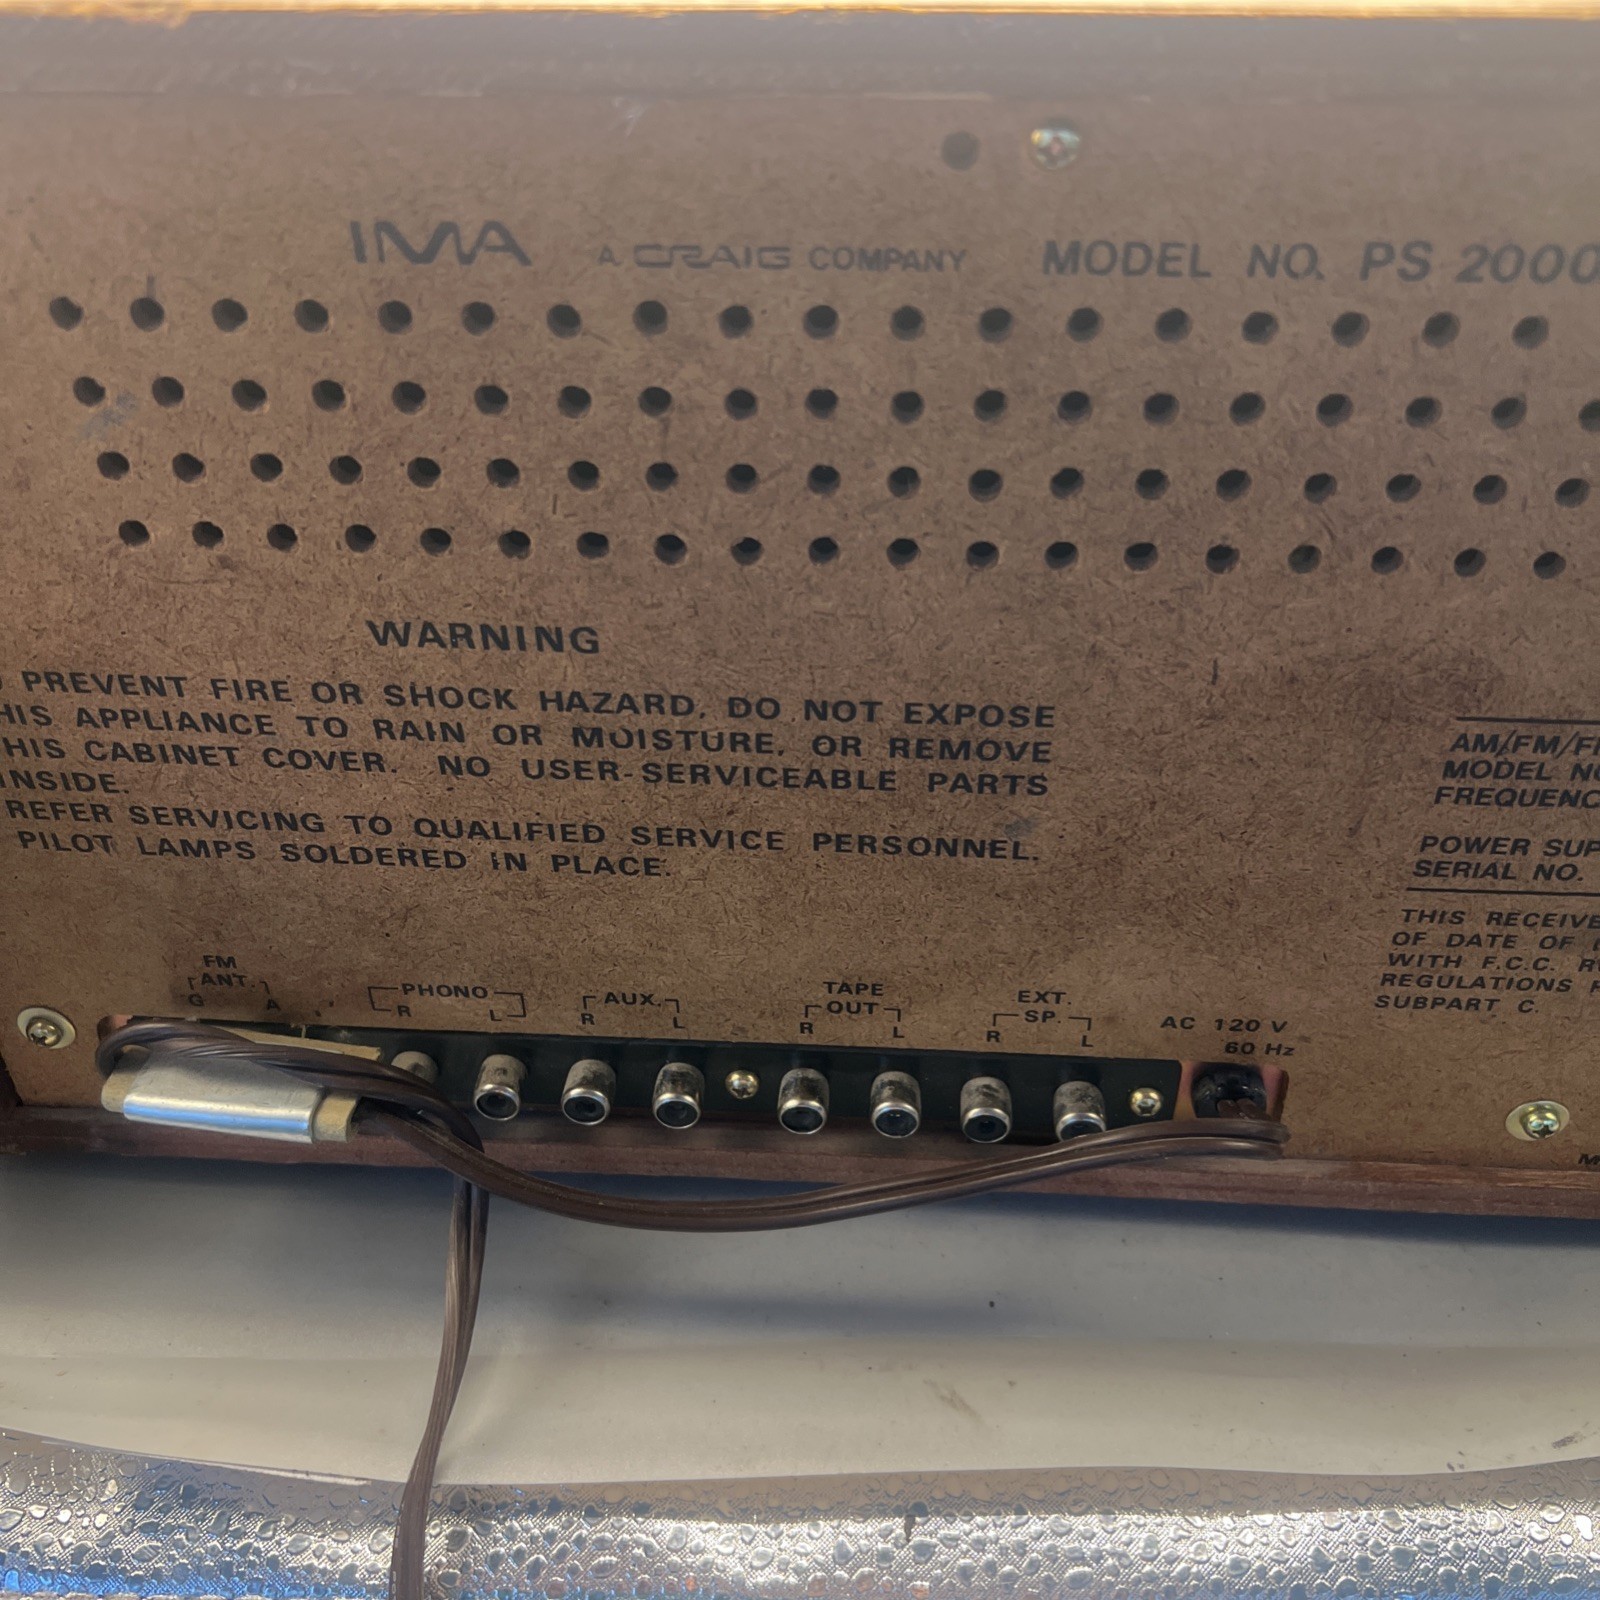 IMA A CRAIG COMPANY MODEL NO. PS 2000
WARNING
PREVENT FIRE OR SHOCK HAZARD, DO NOT EXPOSE
HIS APPLIANCE TO RAIN OR MOISTURE, OR REMOVE
HIS CABINET COVER. NO USER-SERVICEABLE PARTS
INSIDE.
REFER SERVICING TO QUALIFIED SERVICE PERSONNEL.
PILOT LAMPS SOLDERED IN PLACE.
AM/FM/F
MODEL NO
FREQUENC
POWER SUP
SERIAL NO.
THIS RECEIVE
OF DATE OF
WITH F.C.C. R
REGULATIONS
SUBPART C.
FM
ANT.
G A
PHONO
R L
AUX.
R L
TAPE
OUT
R L
EXT.
SP.
R L
AC 120 V
60 Hz